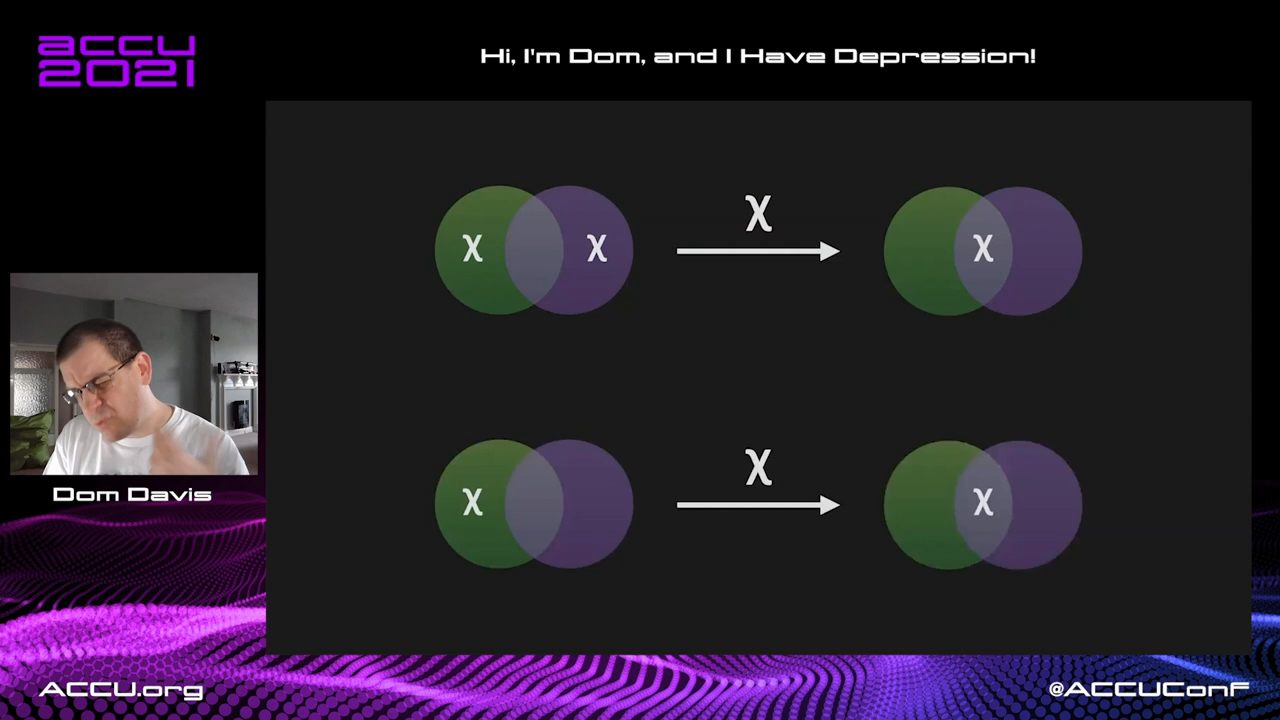 accu
2021
Hi, I'm Dom, and I Have Depression!
χ χ χ χ
χ χ χ
Dom Davis
ACCU.org
@ACCUConf